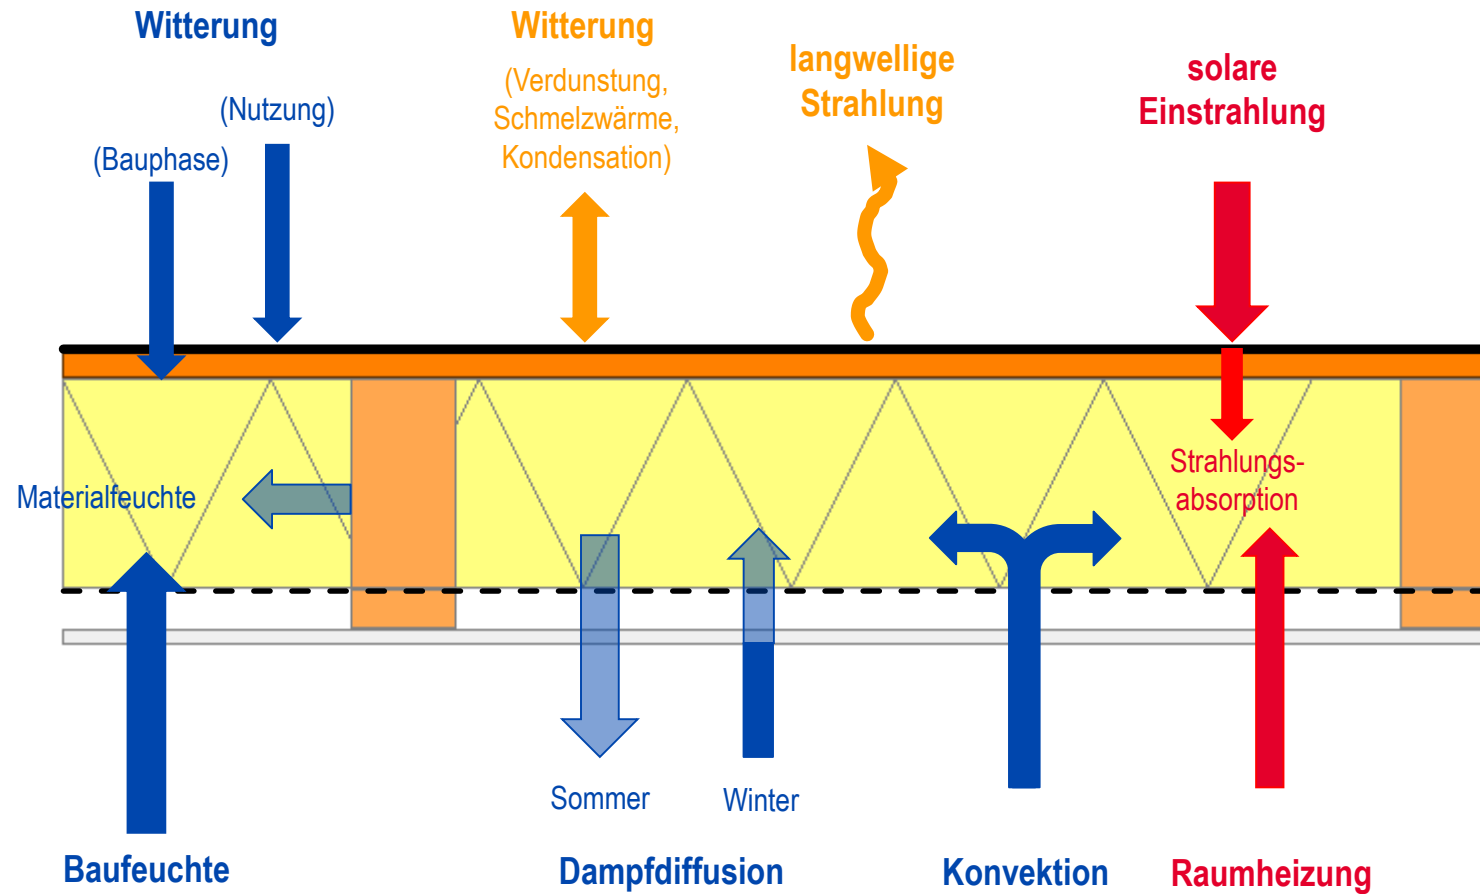 Witterung
(Nutzung)
(Bauphase)
Witterung
(Verdunstung,
Schmelzwärme,
Kondensation)
langwellige
Strahlung
solare
Einstrahlung
Materialfeuchte
Strahlungs-
absorption
Sommer
Winter
Baufeuchte
Dampfdiffusion
Konvektion
Raumheizung